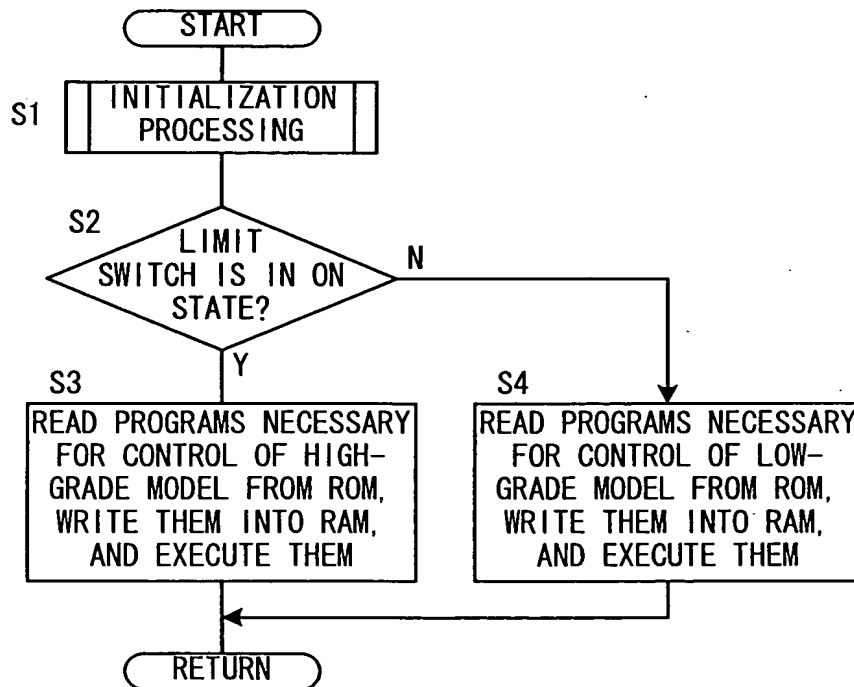 START
S1
INITIALIZATION
PROCESSING
S2
LIMIT
SWITCH IS IN ON
STATE?
N
Y
S3
READ PROGRAMS NECESSARY
FOR CONTROL OF HIGH-
GRADE MODEL FROM ROM,
WRITE THEM INTO RAM,
AND EXECUTE THEM
S4
READ PROGRAMS NECESSARY
FOR CONTROL OF LOW-
GRADE MODEL FROM ROM,
WRITE THEM INTO RAM,
AND EXECUTE THEM
RETURN